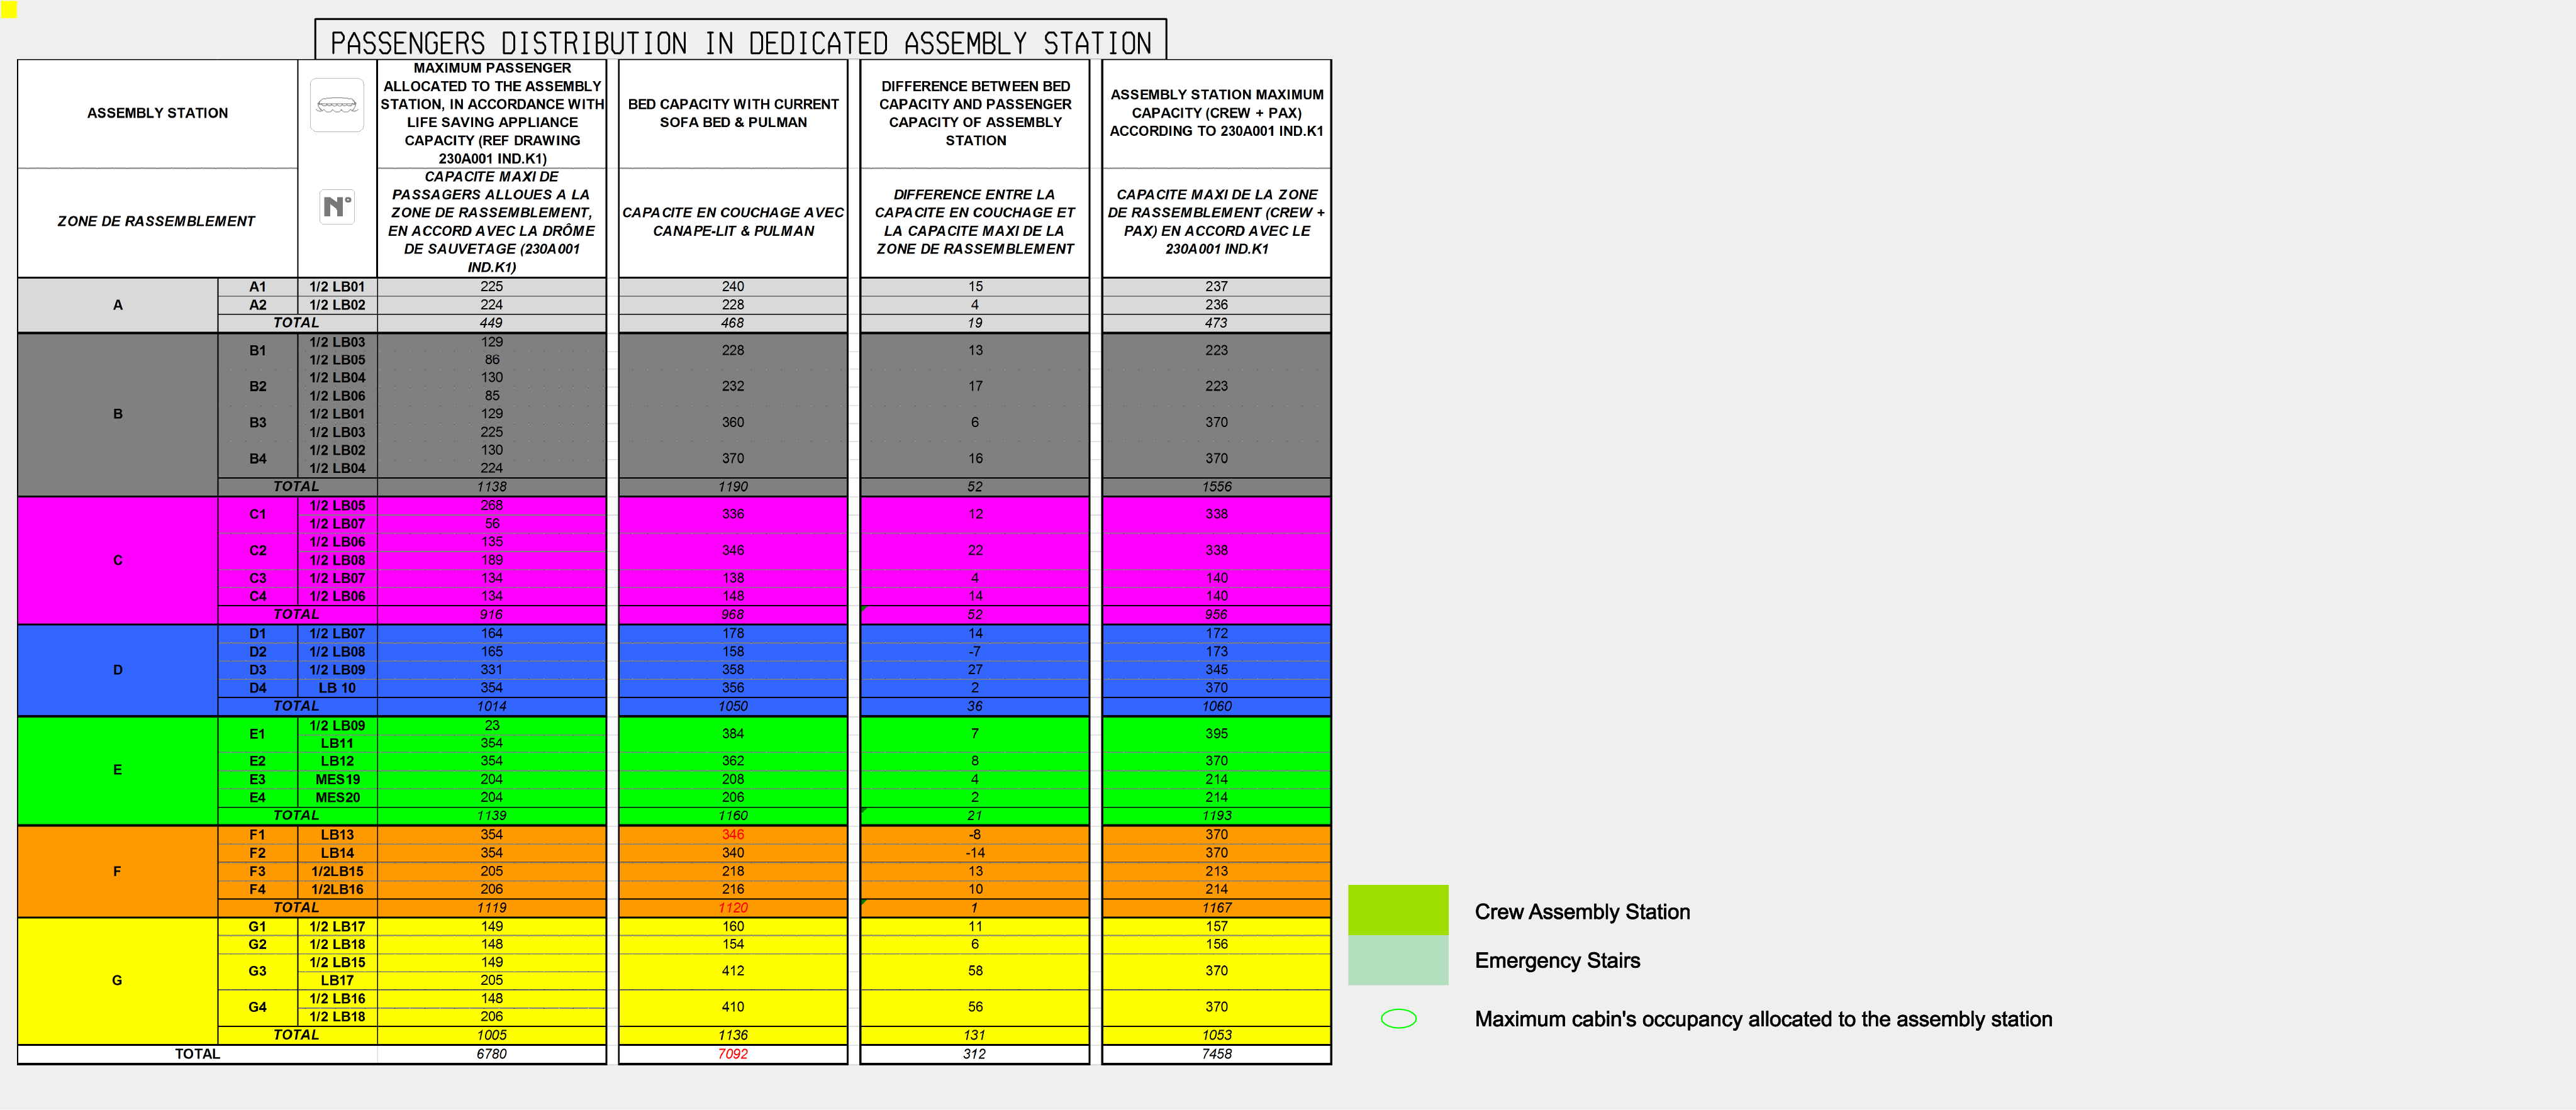 PASSENGERS DISTRIBUTION IN DEDICATED ASSEMBLY STATION
ASSEMBLY STATION
MAXIMUM PASSENGER
ALLOCATED TO THE ASSEMBLY
STATION, IN ACCORDANCE WITH
LIFE SAVING APPLIANCE
CAPACITY (REF DRAWING
230A001 IND.K1)
BED CAPACITY WITH CURRENT
SOFA BED & PULMAN
DIFFERENCE BETWEEN BED
CAPACITY AND PASSENGER
CAPACITY OF ASSEMBLY
STATION
ASSEMBLY STATION MAXIMUM
CAPACITY (CREW + PAX)
ACCORDING TO 230A001 IND.K1
ZONE DE RASSEMBLEMENT
N°
CAPACITE MAXI DE
PASSAGERS ALLOUES A LA
ZONE DE RASSEMBLEMENT,
EN ACCORD AVEC LA DRÔME
DE SAUVETAGE (230A001
IND.K1)
CAPACITE EN COUCHAGE AVEC
CANAPE-LIT & PULMAN
DIFFERENCE ENTRE LA
CAPACITE EN COUCHAGE ET
LA CAPACITE MAXI DE LA
ZONE DE RASSEMBLEMENT
CAPACITE MAXI DE LA ZONE
DE RASSEMBLEMENT (CREW +
PAX) EN ACCORD AVEC LE
230A001 IND.K1
A
A1 1/2 LB01 225 240 15 237
A2 1/2 LB02 224 228 4 236
TOTAL 449 468 19 473
B
B1 1/2 LB03 129 228 13 223
1/2 LB05 86
B2 1/2 LB04 130 232 17 223
1/2 LB06 85
B3 1/2 LB01 129 360 6 370
1/2 LB03 225
B4 1/2 LB02 130 370 16 370
1/2 LB04 224
TOTAL 1138 1190 52 1556
C
C1 1/2 LB05 268 336 12 338
1/2 LB07 56
C2 1/2 LB06 135 346 22 338
1/2 LB08 189
C3 1/2 LB07 134 138 4 140
C4 1/2 LB06 134 148 14 140
TOTAL 916 968 52 956
D
D1 1/2 LB07 164 178 14 172
D2 1/2 LB08 165 158 -7 173
D3 1/2 LB09 331 358 27 345
D4 LB 10 354 356 2 370
TOTAL 1014 1050 36 1060
E
E1 1/2 LB09 23 384 7 395
LB11 354
E2 LB12 354 362 8 370
E3 MES19 204 208 4 214
E4 MES20 204 206 2 214
TOTAL 1139 1160 21 1193
F
F1 LB13 354 346 -8 370
F2 LB14 354 340 -14 370
F3 1/2LB15 205 218 13 213
F4 1/2LB16 206 216 10 214
TOTAL 1119 1120 1 1167
G
G1 1/2 LB17 149 160 11 157
G2 1/2 LB18 148 154 6 156
G3 1/2 LB15 149 412 58 370
LB17 205
G4 1/2 LB16 148 410 56 370
1/2 LB18 206
TOTAL 1005 1136 131 1053
TOTAL 6780 7092 312 7458
Crew Assembly Station
Emergency Stairs
Maximum cabin's occupancy allocated to the assembly station